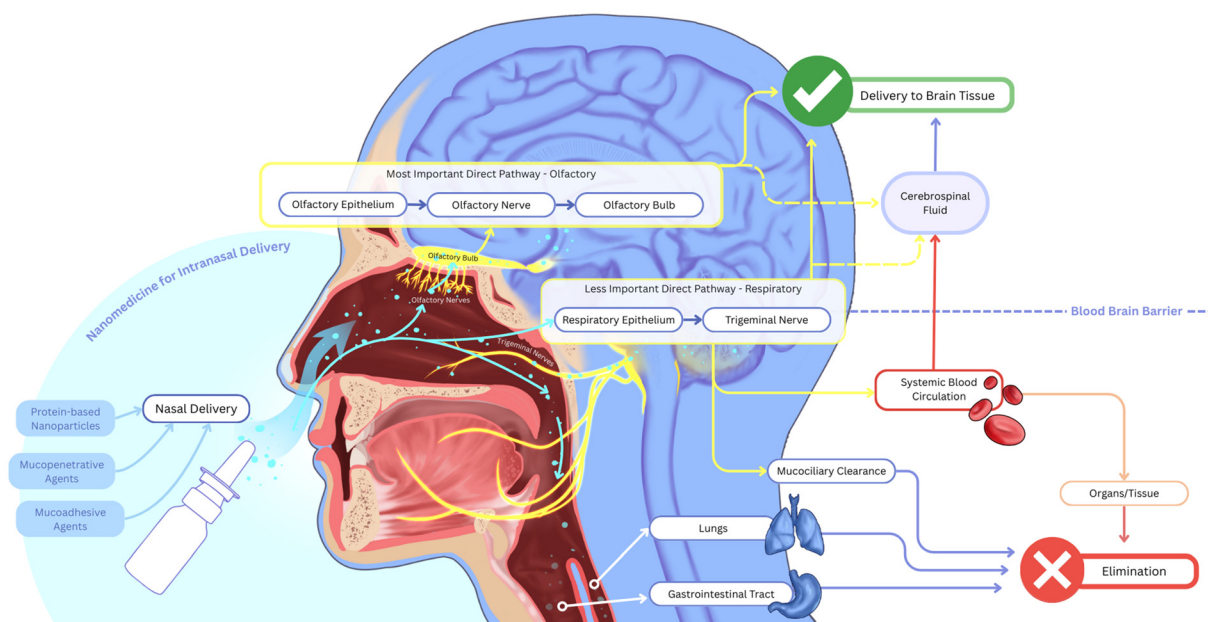 Delivery to Brain Tissue
Most Important Direct Pathway - Olfactory
Olfactory Epithelium
Olfactory Nerve
Olfactory Bulb
Cerebrospinal
Fluid
Nanomedicine for Intranasal Delivery
Olfactory Bulb
Olfactory Nerves
Less Important Direct Pathway - Respiratory
Respiratory Epithelium
Trigeminal Nerve
Blood Brain Barrier
Trigeminal Nerves
Systemic Blood
Circulation
Protein-based
Nanoparticles
Nasal Delivery
Mucopenetrative
Agents
Mucoadhesive
Agents
Mucociliary Clearance
Organs/Tissue
Lungs
Elimination
Gastrointestinal Tract